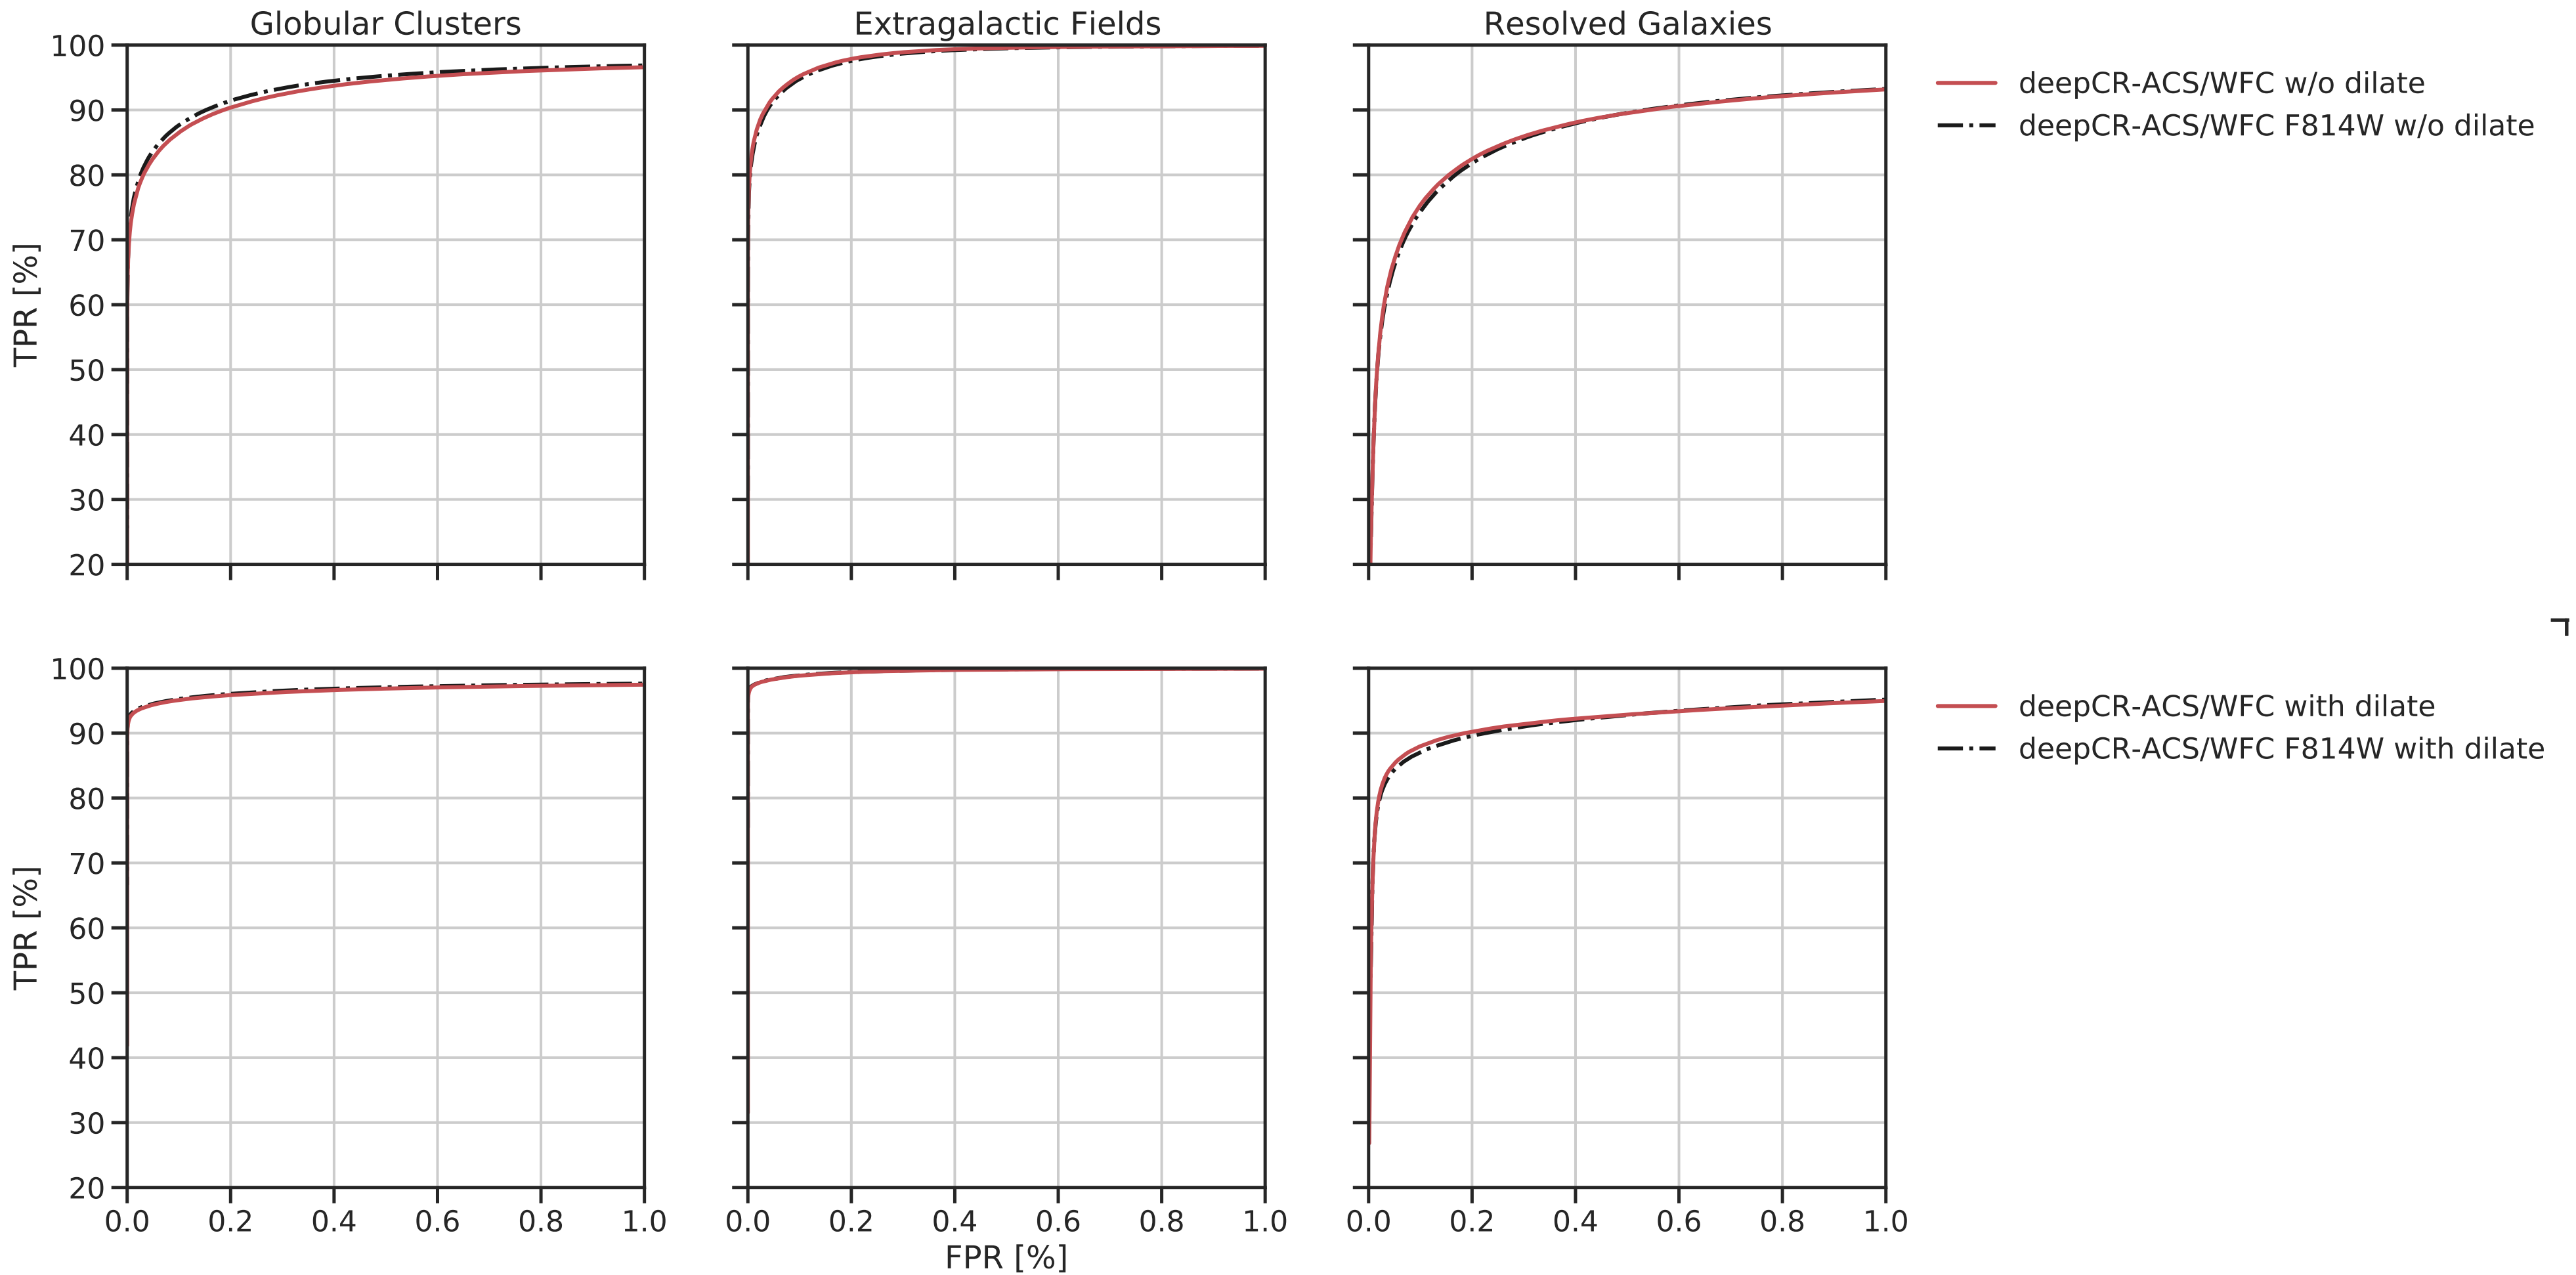 Globular Clusters
Extragalactic Fields
Resolved Galaxies
100
90
80
70
60
50
40
30
20
TPR [%]
deepCR-ACS/WFC w/o dilate
deepCR-ACS/WFC F814W w/o dilate
100
90
80
70
60
50
40
30
20
TPR [%]
0.0 0.2 0.4 0.6 0.8 1.0
0.0 0.2 0.4 0.6 0.8 1.0
0.0 0.2 0.4 0.6 0.8 1.0
FPR [%]
deepCR-ACS/WFC with dilate
deepCR-ACS/WFC F814W with dilate